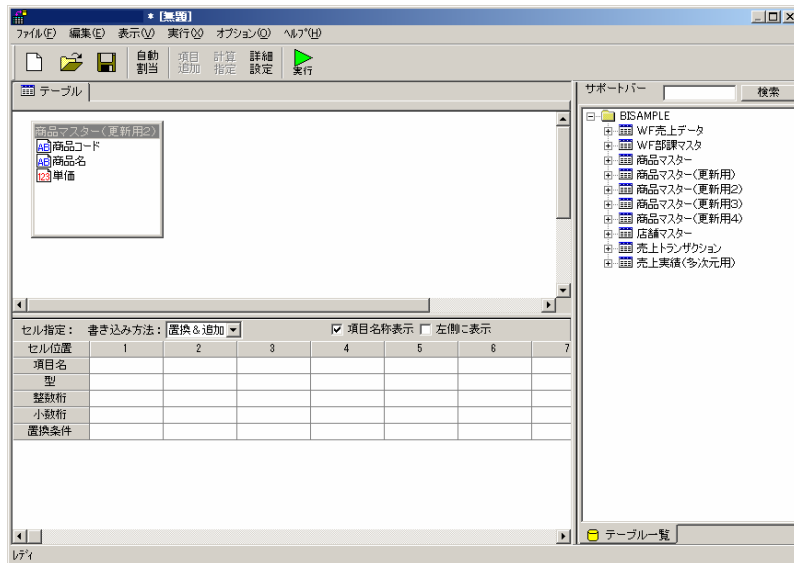 * [無題]
ファイル(F) 編集(E) 表示(V) 実行(X) オプション(O) ヘルプ(H)
自動割当 項目追加 計算指定 詳細設定 実行
テーブル
商品マスター(更新用2)
商品コード
商品名
単価
サポートバー 検索
BISAMPLE
WF売上データ
WF部課マスタ
商品マスター
商品マスター(更新用)
商品マスター(更新用2)
商品マスター(更新用3)
商品マスター(更新用4)
店舗マスター
売上トランザクション
売上実績(多次元用)
セル指定： 書き込み方法： 置換＆追加 項目名称表示 左側に表示
セル位置 1 2 3 4 5 6 7
項目名
型
整数桁
小数桁
置換条件
テーブル一覧
レディ